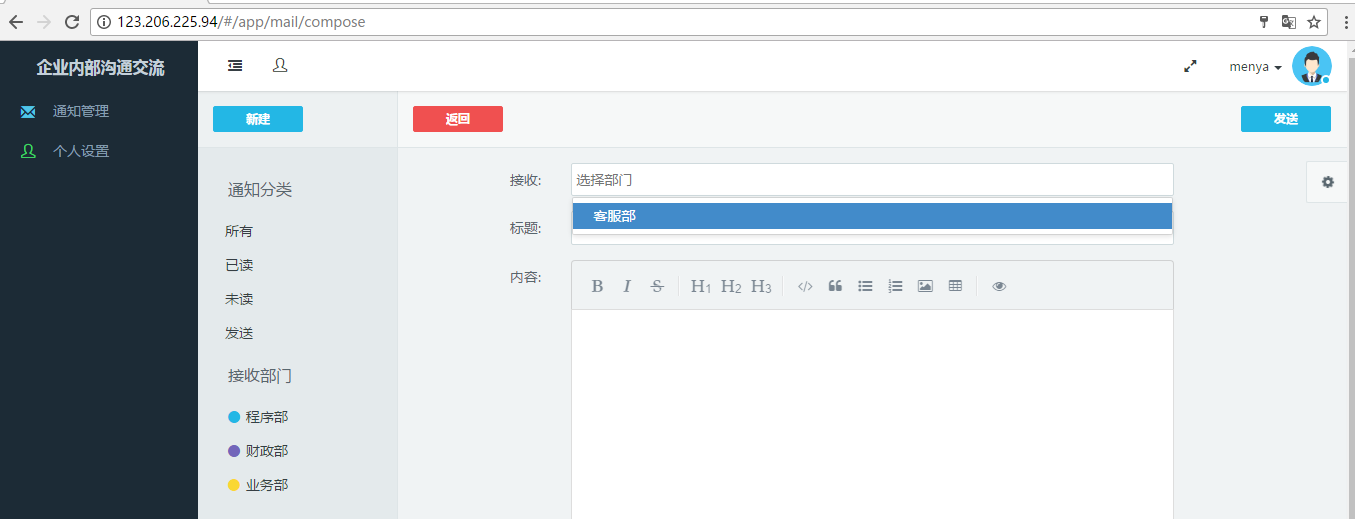 123.206.225.94/#/app/mail/compose
企业内部沟通交流
menya
通知管理
个人设置
新建
返回
发送
通知分类
所有
已读
未读
发送
接收部门
程序部
财政部
业务部
接收:
选择部门
客服部
标题:
内容:
B I S H1 H2 H3